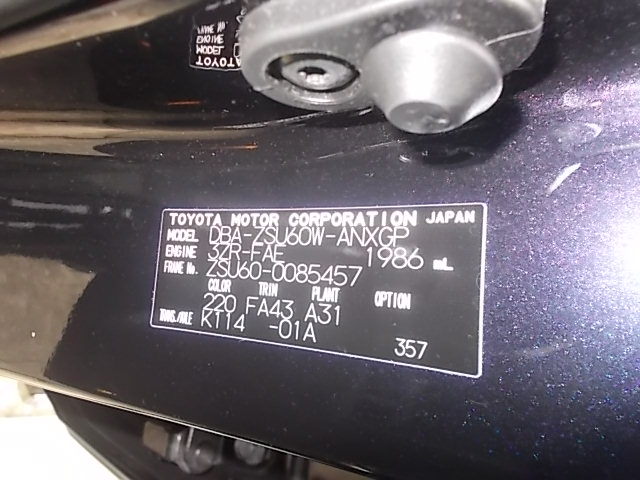 TOYOTA MOTOR CORPORATION JAPAN
MODEL DBA-ZSU60W-ANXGP
ENGINE 3ZR-FAE 1986 mL
FRAME No. ZSU60-0085457
COLOR TRIM PLANT OPTION
220 FA43 A31
TRANS./AXLE K114 -01A
357